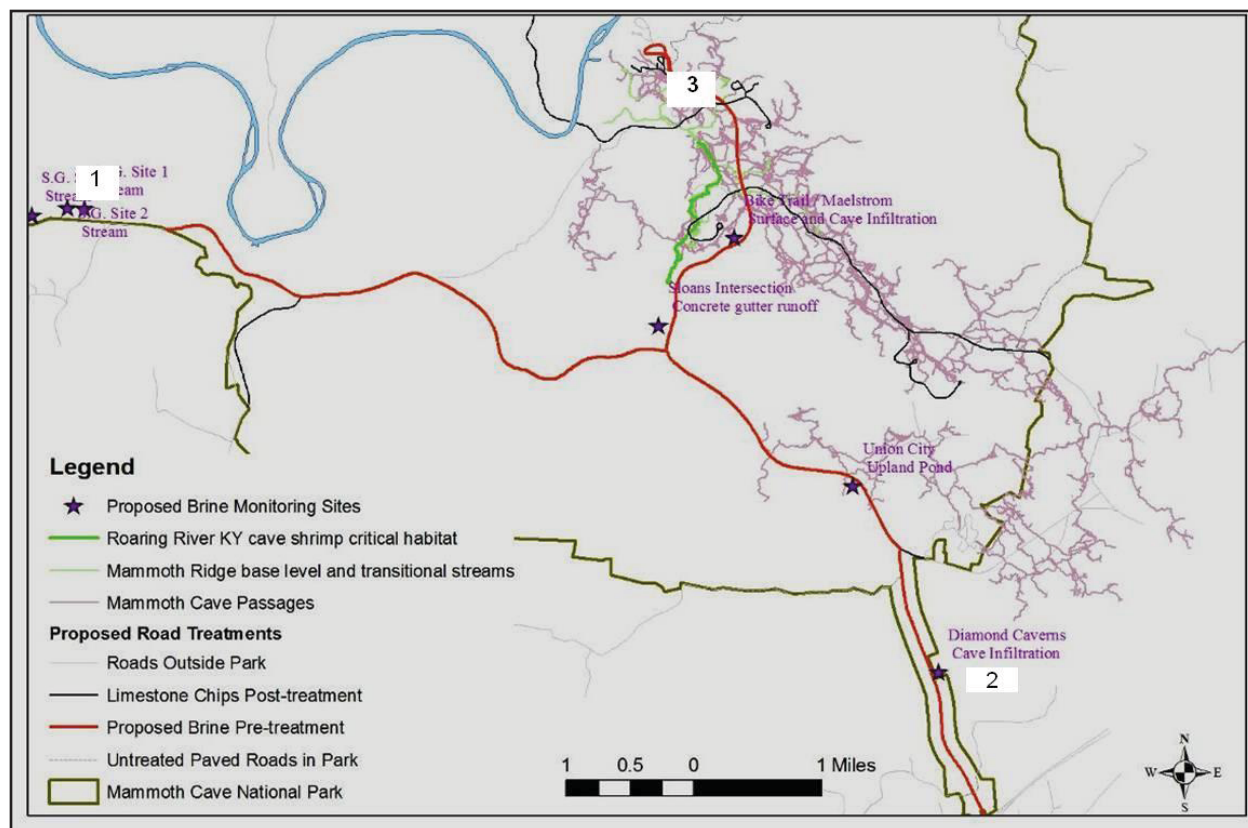 3
1
S.G. S
G. Site 1
Stream
ream
G. Site 2
Stream
Bike Trail / Maelstrom
Surface and Cave Infiltration
Sloans Intersection
Concrete gutter runoff
Union City
Upland Pond
Diamond Caverns
Cave Infiltration
2
Legend
Proposed Brine Monitoring Sites
Roaring River KY cave shrimp critical habitat
Mammoth Ridge base level and transitional streams
Mammoth Cave Passages
Proposed Road Treatments
Roads Outside Park
Limestone Chips Post-treatment
Proposed Brine Pre-treatment
Untreated Paved Roads in Park
Mammoth Cave National Park
1 0.5 0 1 Miles
N
W E
S